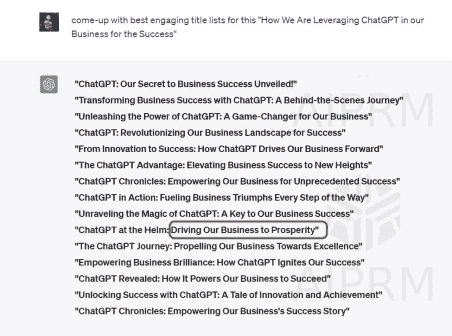 come-up with best engaging title lists for this "How We Are Leveraging ChatGPT in our
Business for the Success"
"ChatGPT: Our Secret to Business Success Unveiled!"
"Transforming Business Success with ChatGPT: A Behind-the-Scenes Journey"
"Unleashing the Power of ChatGPT: A Game-Changer for Our Business"
"ChatGPT: Revolutionizing Our Business Landscape for Success"
"From Innovation to Success: How ChatGPT Drives Our Business Forward"
"The ChatGPT Advantage: Elevating Business Success to New Heights"
"ChatGPT Chronicles: Empowering Our Business for Unprecedented Success"
"ChatGPT in Action: Fueling Business Triumphs Every Step of the Way"
"Unraveling the Magic of ChatGPT: A Key to Our Business Success"
"ChatGPT at the Helm: Driving Our Business to Prosperity"
"The ChatGPT Journey: Propelling Our Business Towards Excellence"
"Empowering Business Brilliance: How ChatGPT Ignites Our Success"
"ChatGPT Revealed: How It Powers Our Business to Succeed"
"Unlocking Success with ChatGPT: A Tale of Innovation and Achievement"
"ChatGPT Chronicles: Empowering Our Business's Success Story"
AIPRM
AIPRM